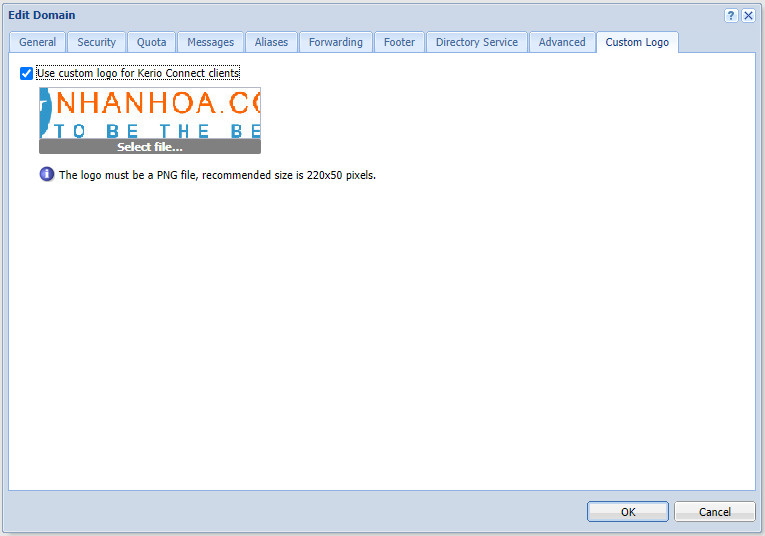 Edit Domain
General Security Quota Messages Aliases Forwarding Footer Directory Service Advanced Custom Logo
Use custom logo for Kerio Connect clients
NHANHOA.CO
TO BE THE BE
Select file...
The logo must be a PNG file, recommended size is 220x50 pixels.
OK Cancel